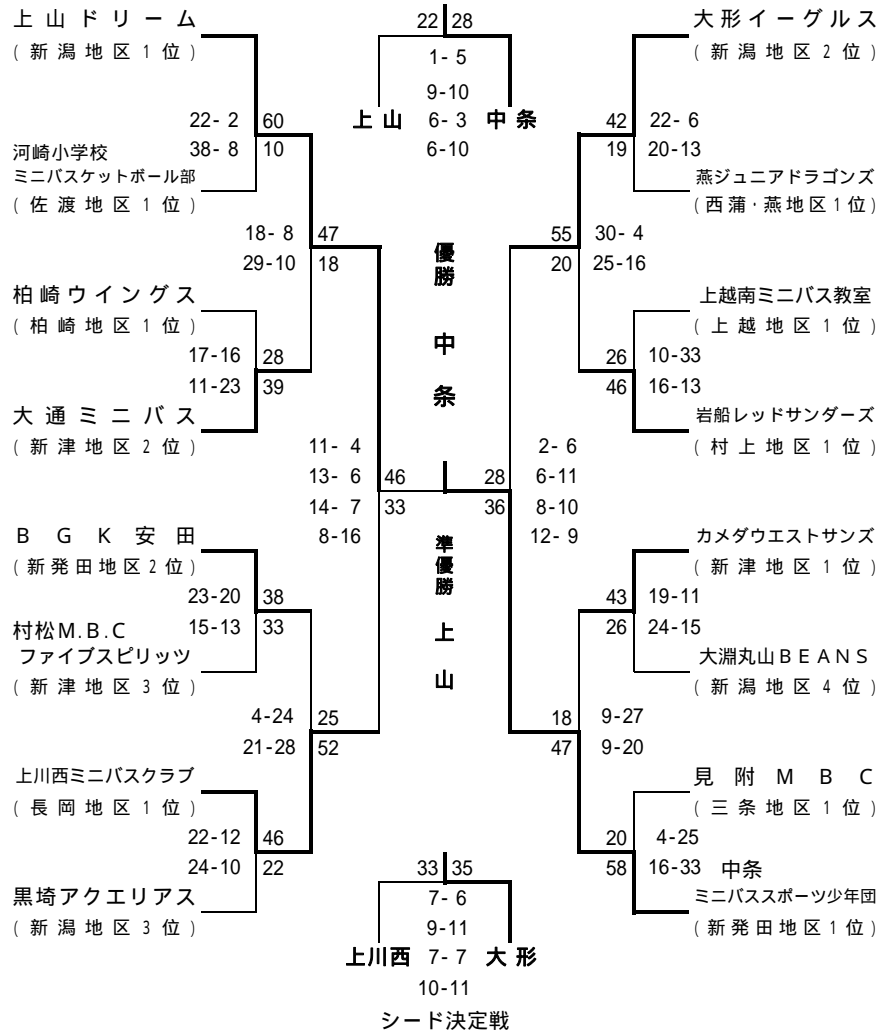 22 28
1- 5
9-10
6- 3
6-10
上山 中条
上山ドリーム
(新潟地区1位)
22- 2 60
38- 8 10
河崎小学校
ミニバスケットボール部
(佐渡地区1位)
18- 8 47
29-10 18
柏崎ウイングス
(柏崎地区1位)
17-16 28
11-23 39
大通ミニバス
(新津地区2位)
11- 4
13- 6
14- 7
8-16
46
33
BGK安田
(新発田地区2位)
23-20 38
15-13 33
村松M.B.C
ファイブスピリッツ
(新津地区3位)
4-24 25
21-28 52
上川西ミニバスクラブ
(長岡地区1位)
22-12 46
24-10 22
黒埼アクエリアス
(新潟地区3位)
優勝
中条
準優勝
上山
大形イーグルス
(新潟地区2位)
42 22-6
19 20-13
燕ジュニアドラゴンズ
(西蒲・燕地区1位)
55 30- 4
20 25-16
上越南ミニバス教室
(上越地区1位)
26 10-33
46 16-13
岩船レッドサンダーズ
(村上地区1位)
28
36
2- 6
6-11
8-10
12- 9
カメダウエストサンズ
(新津地区1位)
43 19-11
26 24-15
大淵丸山BEANS
(新潟地区4位)
18 9-27
47 9-20
見附MBC
(三条地区1位)
20 4-25
58 16-33
中条
ミニバススポーツ少年団
(新発田地区1位)
33 35
7- 6
9-11
7- 7
10-11
上川西 大形
シード決定戦